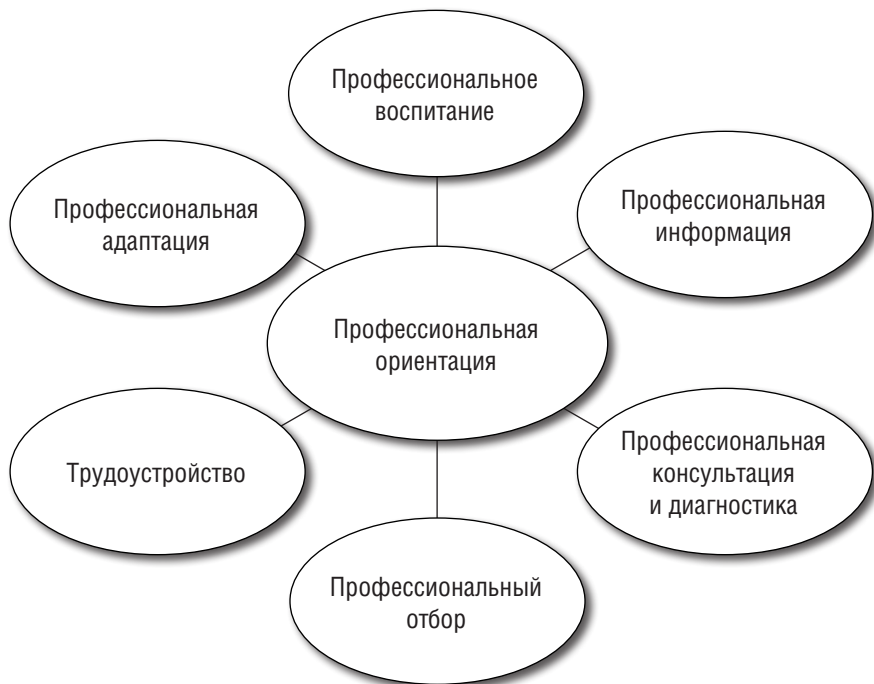 Профессиональное
воспитание
Профессиональная
адаптация
Профессиональная
информация
Профессиональная
ориентация
Трудоустройство
Профессиональная
консультация
и диагностика
Профессиональный
отбор